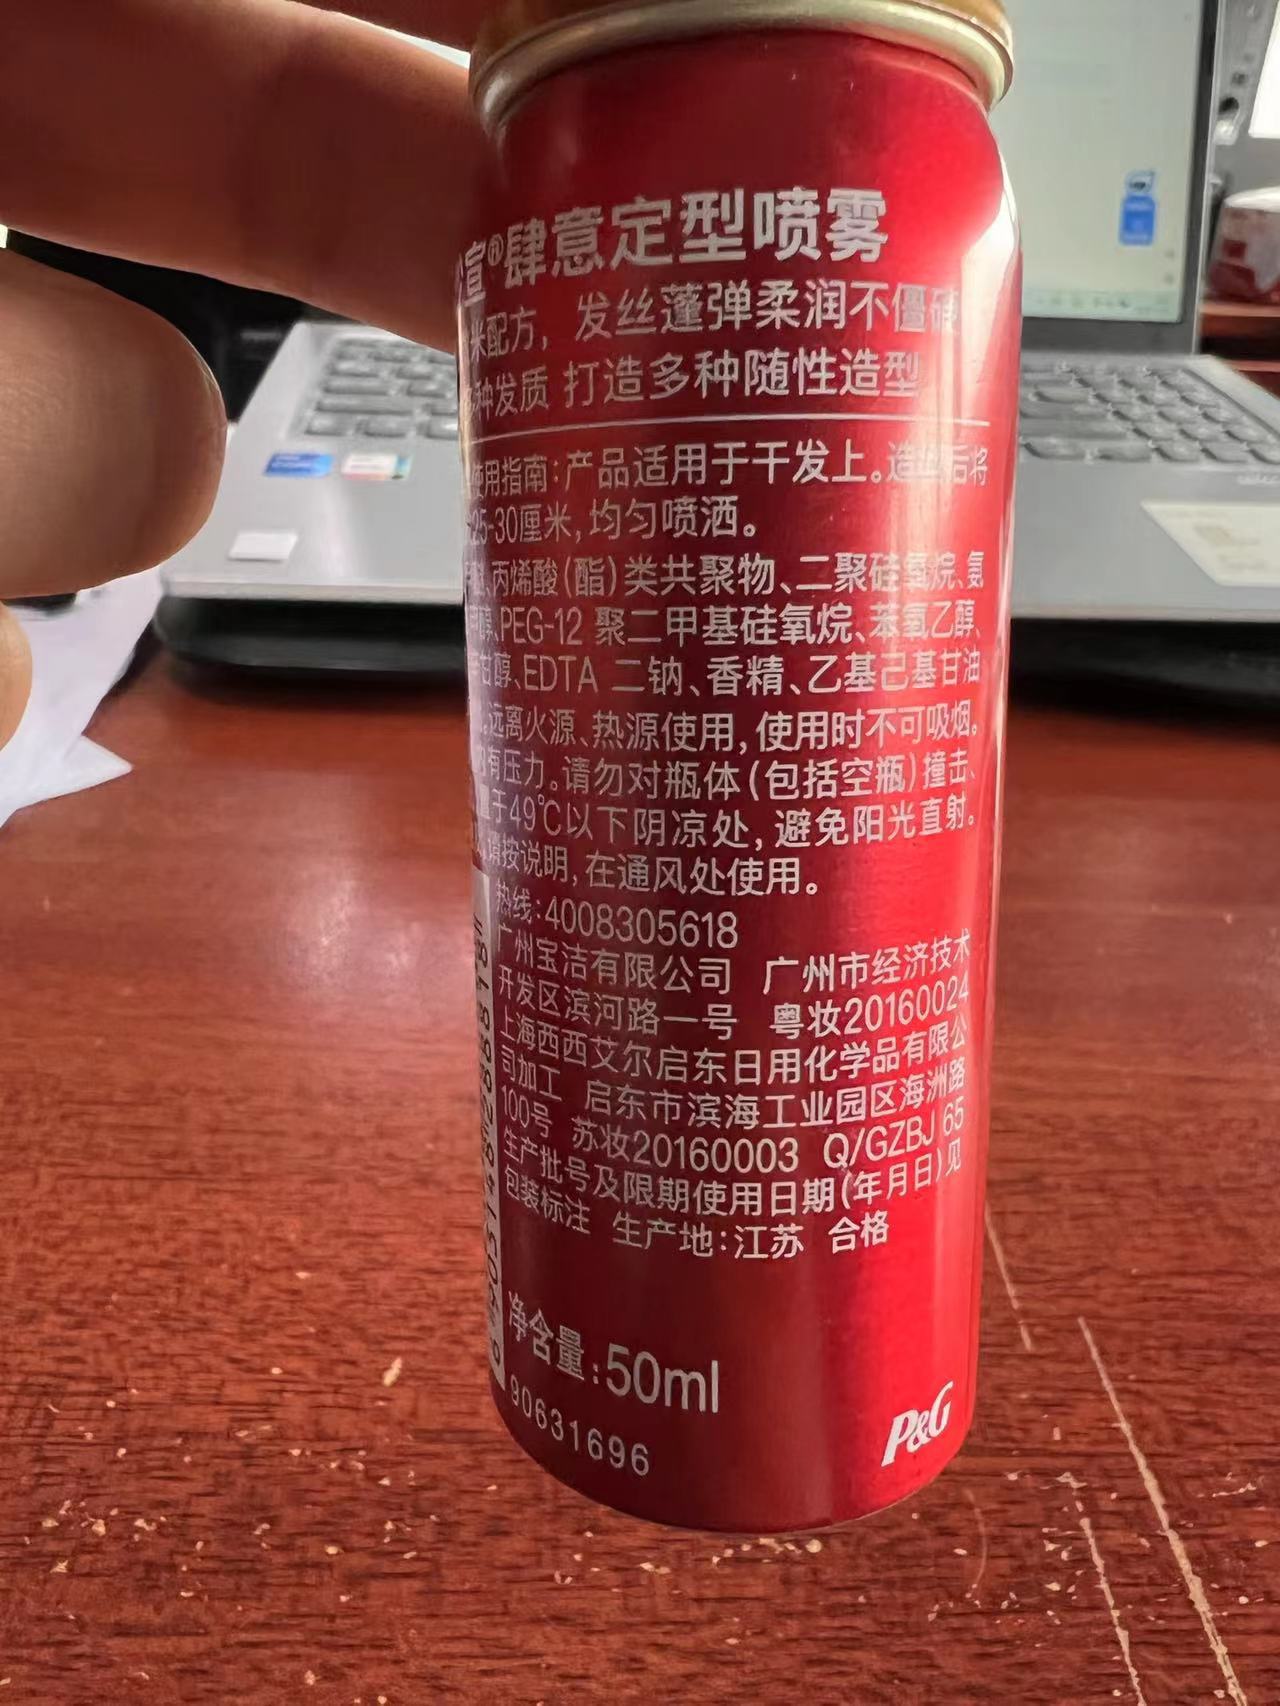 宣®肆意定型喷雾
米配方，发丝蓬弹柔润不僵硬
种发质 打造多种随性造型
使用指南：产品适用于干发上。造型后将
25-30厘米，均匀喷洒。
、丙烯酸（酯）类共聚物、二聚硅氧烷、氨
甲醇、PEG-12 聚二甲基硅氧烷、苯氧乙醇、
甘醇、EDTA 二钠、香精、乙基己基甘油
远离火源、热源使用，使用时不可吸烟。
有压力。请勿对瓶体（包括空瓶）撞击、
置于49℃以下阴凉处，避免阳光直射。
请按说明，在通风处使用。
热线：4008305618
广州宝洁有限公司 广州市经济技术
开发区滨河路一号 粤妆20160024
上海西西艾尔启东日用化学品有限公
司加工 启东市滨海工业园区海洲路
100号 苏妆20160003 Q/GZBJ 65
生产批号及限期使用日期（年月日）见
包装标注 生产地：江苏 合格
净含量：50ml
90631696
P&G